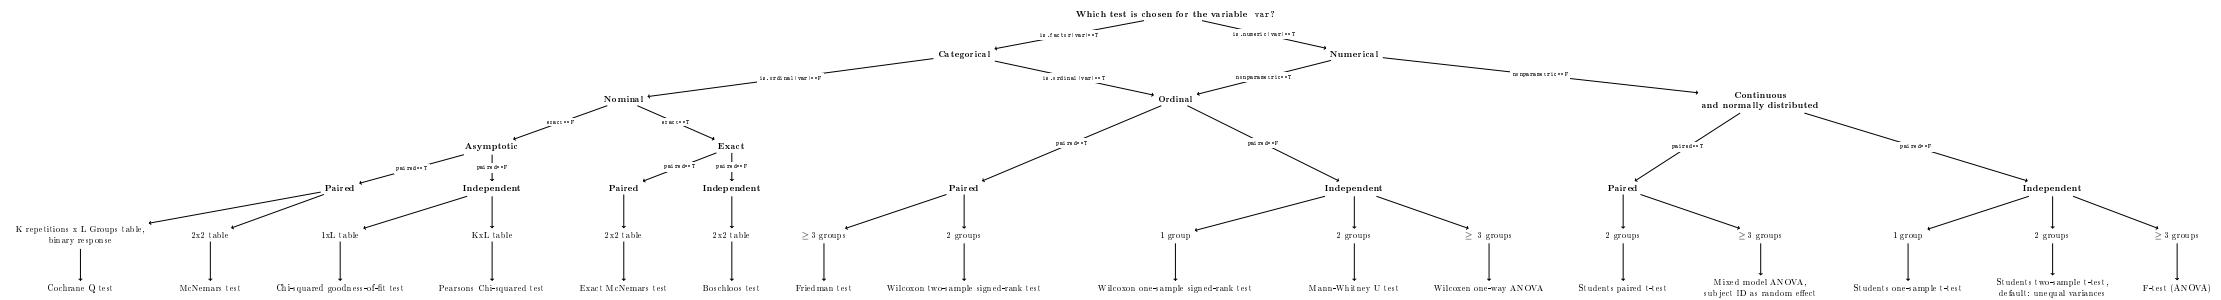 Which test is chosen for the variable var?
is.factor(var)==T
is.numeric(var)==T
Categorical
Numerical
is.ordinal(var)==F
is.ordinal(var)==T
nonparametric==T
nonparametric==F
Nominal
Ordinal
Continuous
and normally distributed
exact==F
exact==T
Asymptotic
Exact
paired==T
paired==F
paired==T
paired==F
paired==T
paired==F
paired==T
paired==F
Paired
Independent
Paired
Independent
Paired
Independent
Paired
Independent
K repetitions x L Groups table,
binary response
2x2 table
1xL table
KxL table
2x2 table
2x2 table
≥ 3 groups
2 groups
1 group
2 groups
≥ 3 groups
2 groups
≥ 3 groups
1 group
2 groups
≥ 3 groups
Cochrane Q test
McNemars test
Chi-squared goodness-of-fit test
Pearsons Chi-squared test
Exact McNemars test
Boschloos test
Friedman test
Wilcoxon two-sample signed-rank test
Wilcoxon one-sample signed-rank test
Mann-Whitney U test
Wilcoxen one-way ANOVA
Students paired t-test
Mixed model ANOVA,
subject ID as random effect
Students one-sample t-test
Students two-sample t-test,
default: unequal variances
F-test (ANOVA)